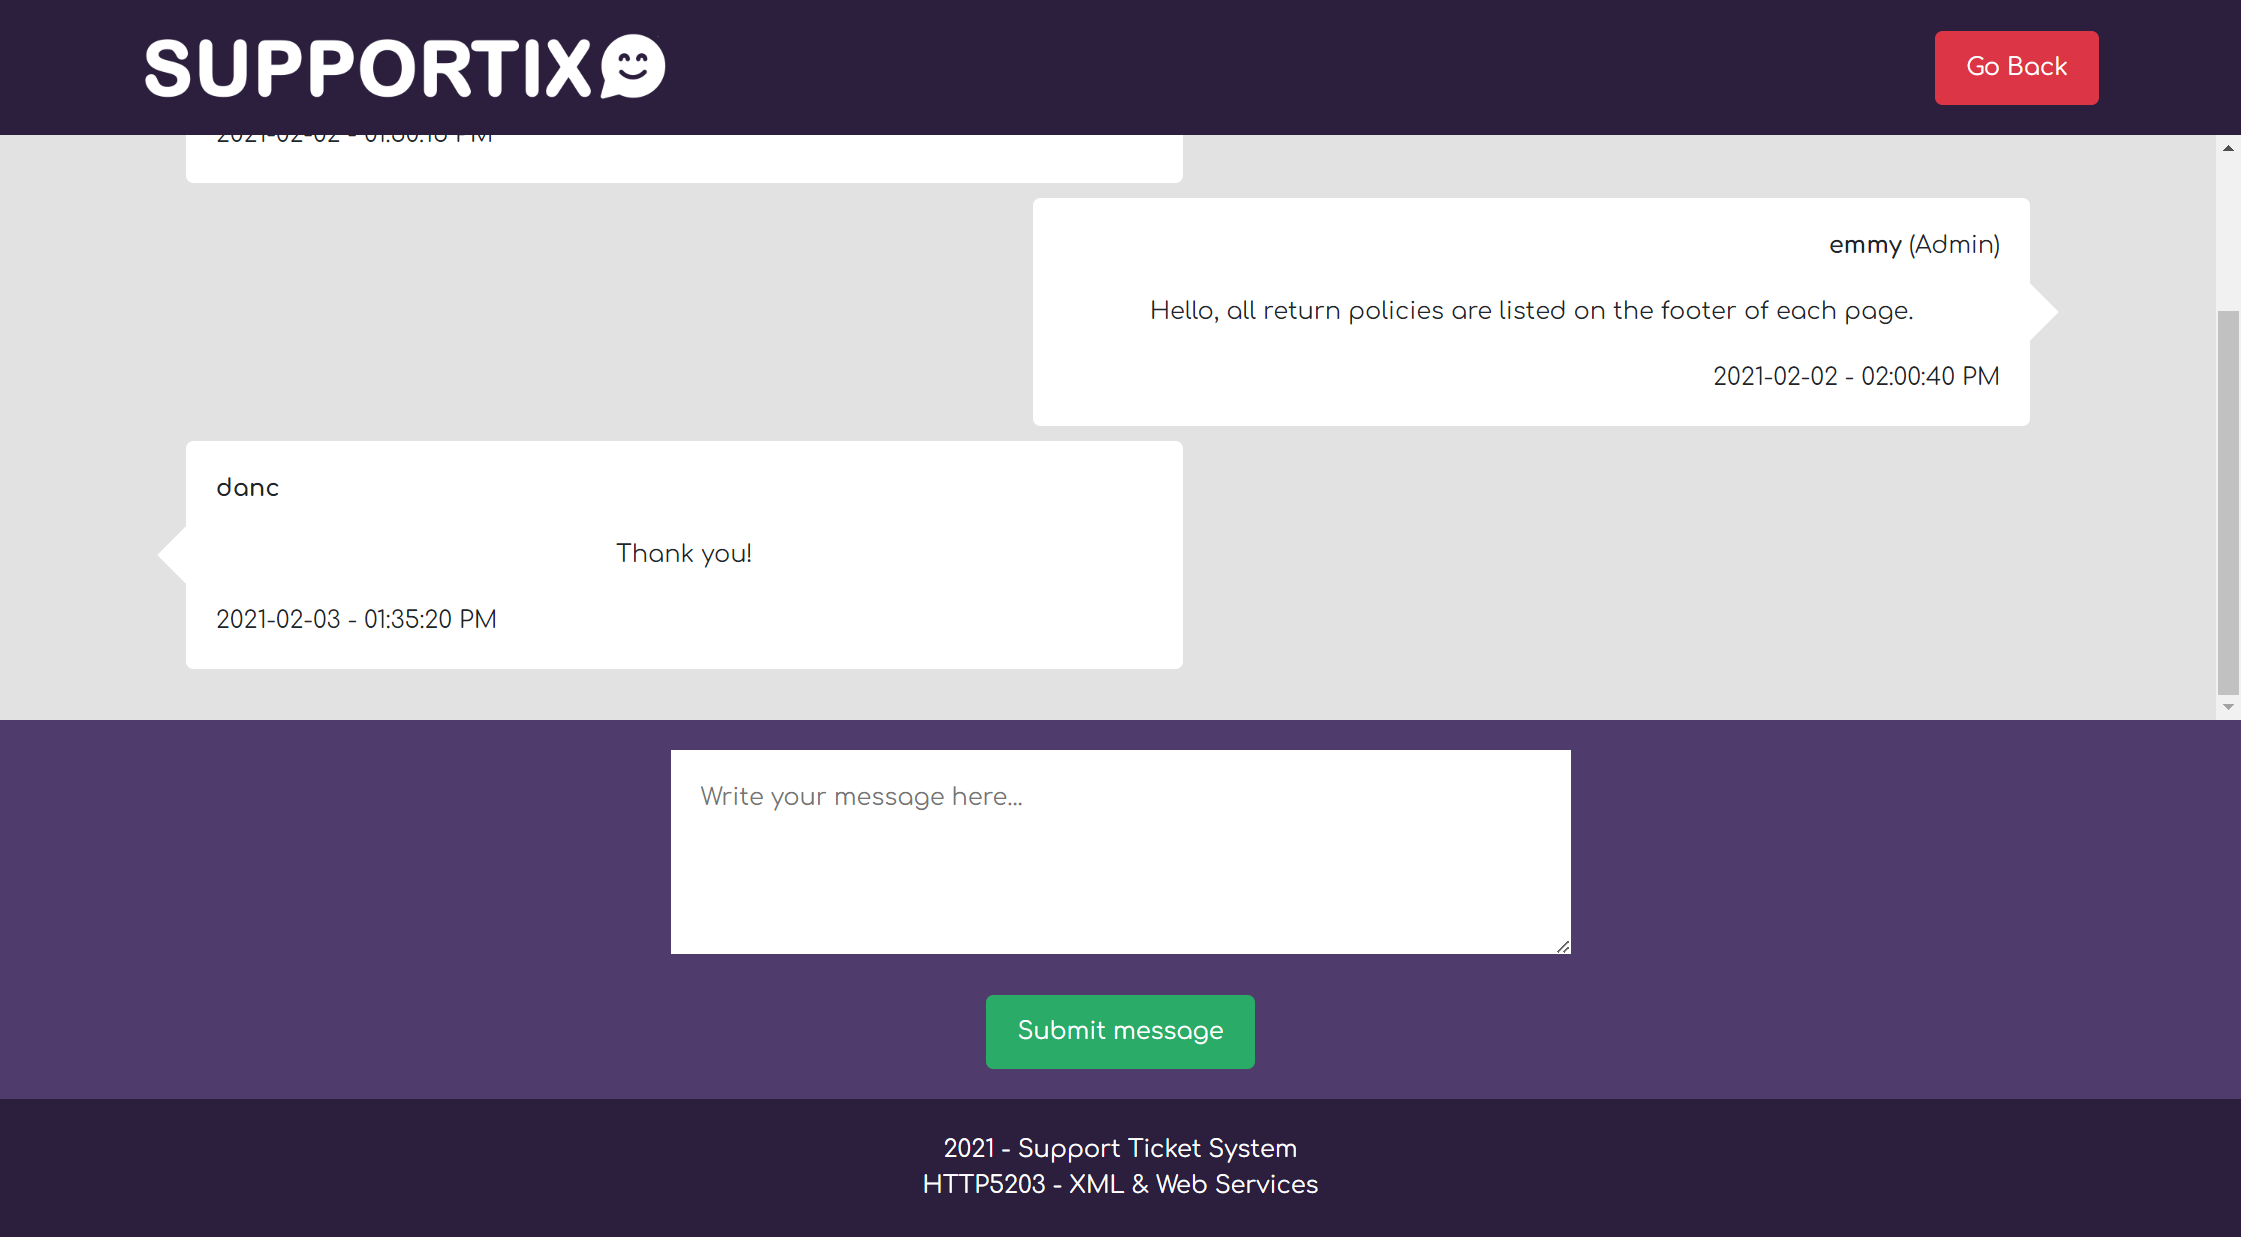 SUPPORTIX
Go Back
emmy (Admin)
Hello, all return policies are listed on the footer of each page.
2021-02-02 - 02:00:40 PM
danc
Thank you!
2021-02-03 - 01:35:20 PM
Write your message here...
Submit message
2021 - Support Ticket System
HTTP5203 - XML & Web Services